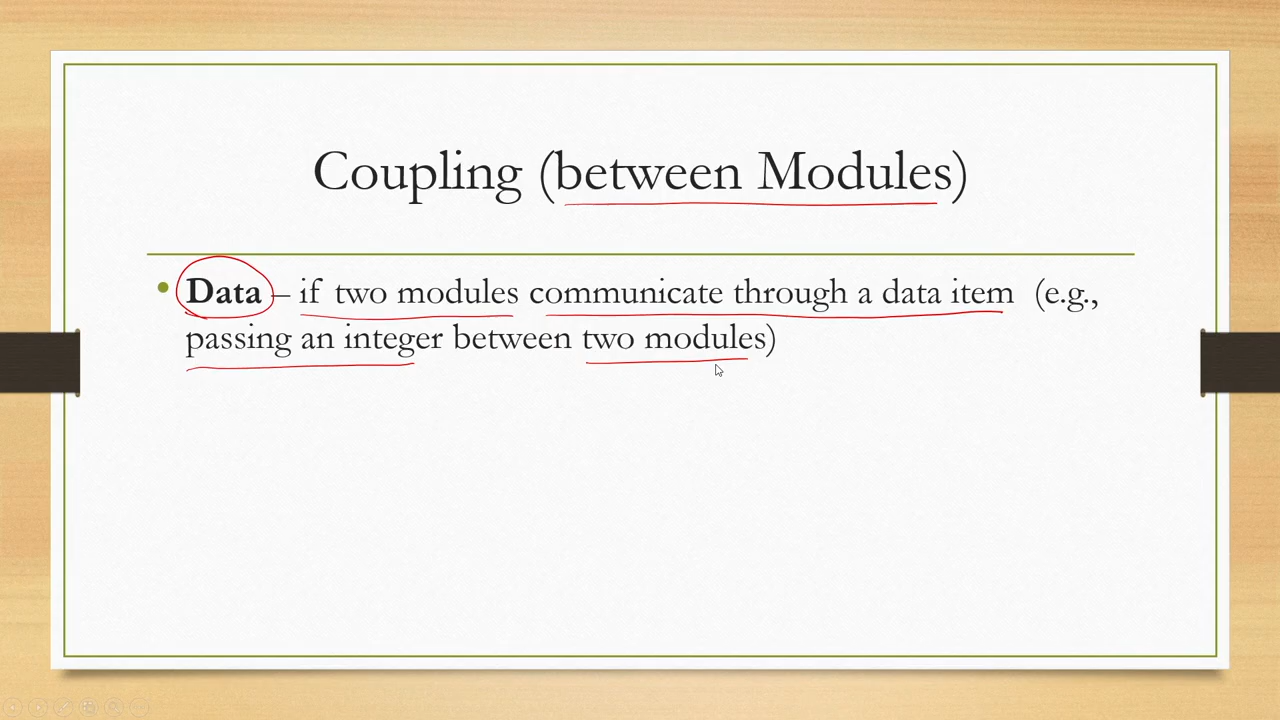 Coupling (between Modules)
• Data – if two modules communicate through a data item (e.g.,
passing an integer between two modules)